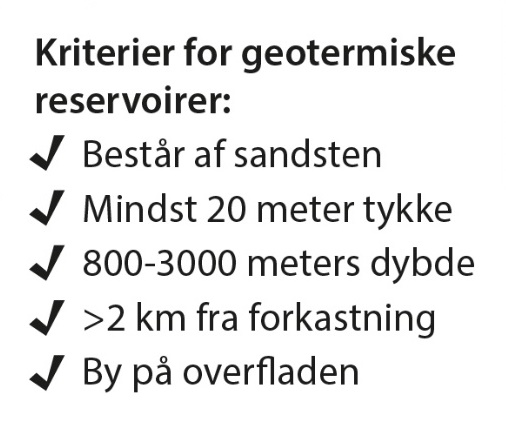 Kriterier for geotermiske
reservoirer:
✓ Består af sandsten
✓ Mindst 20 meter tykke
✓ 800-3000 meters dybde
✓ >2 km fra forkastning
✓ By på overfladen